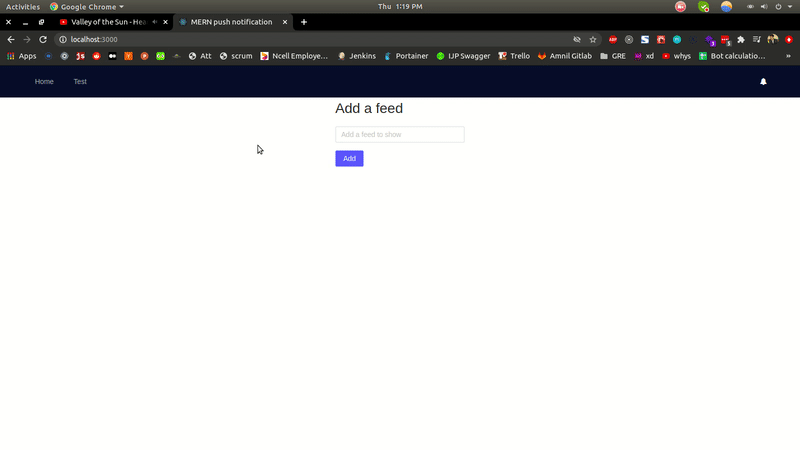 Activities Google Chrome Thu 1:19 PM
Valley of the Sun - Hea MERN push notification
localhost:3000
Apps Att scrum Ncell Employe… Jenkins Portainer IJP Swagger Trello Amnil Gitlab GRE xd whys Bot calculatio…
Home Test
Add a feed
Add a feed to show
Add